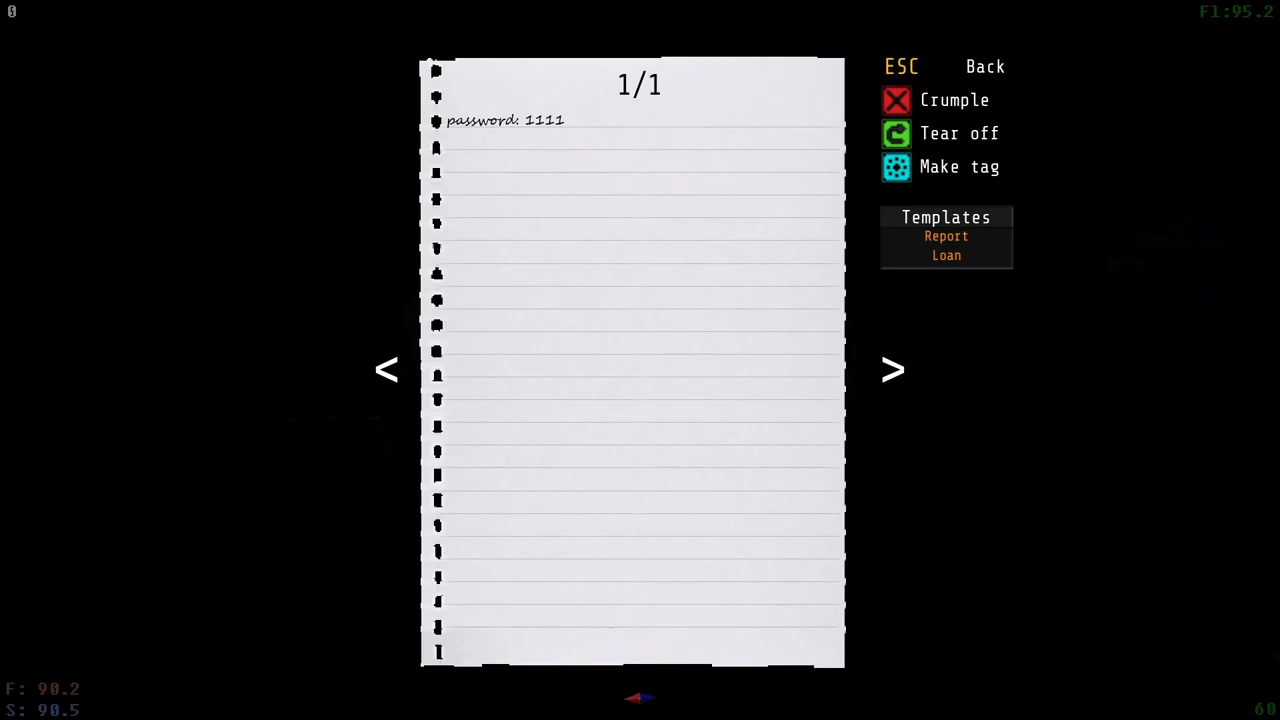 0
F1:95.2
1/1
ESC Back
Crumple
password: 1111
Tear off
Make tag
Templates
Report
Loan
< >
F: 90.2
S: 90.5
60